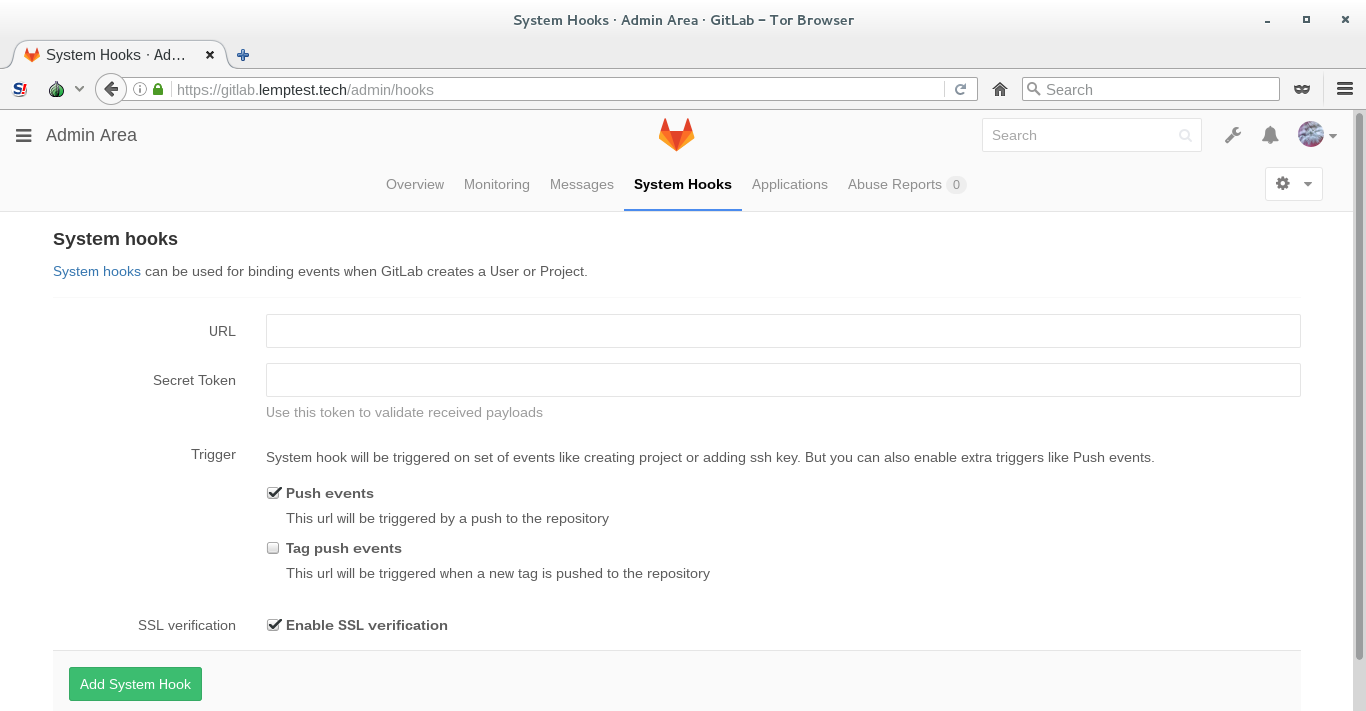 System Hooks · Admin Area · GitLab – Tor Browser
System Hooks · Ad…
https://gitlab.lemptest.tech/admin/hooks
Search
Admin Area
Search
Overview Monitoring Messages System Hooks Applications Abuse Reports 0
System hooks
System hooks can be used for binding events when GitLab creates a User or Project.
URL
Secret Token
Use this token to validate received payloads
Trigger
System hook will be triggered on set of events like creating project or adding ssh key. But you can also enable extra triggers like Push events.
Push events
This url will be triggered by a push to the repository
Tag push events
This url will be triggered when a new tag is pushed to the repository
SSL verification
Enable SSL verification
Add System Hook